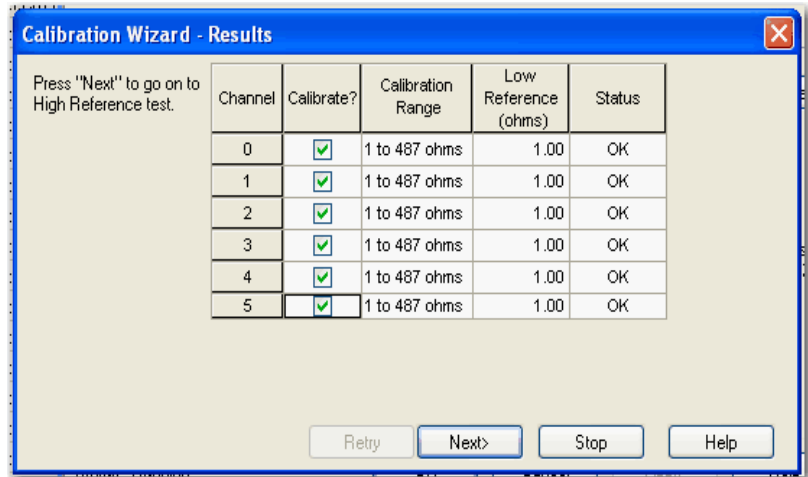 Calibration Wizard - Results
Press "Next" to go on to
High Reference test.
Channel Calibrate? Calibration Range Low Reference (ohms) Status
0 1 to 487 ohms 1.00 OK
1 1 to 487 ohms 1.00 OK
2 1 to 487 ohms 1.00 OK
3 1 to 487 ohms 1.00 OK
4 1 to 487 ohms 1.00 OK
5 1 to 487 ohms 1.00 OK
Retry Next> Stop Help